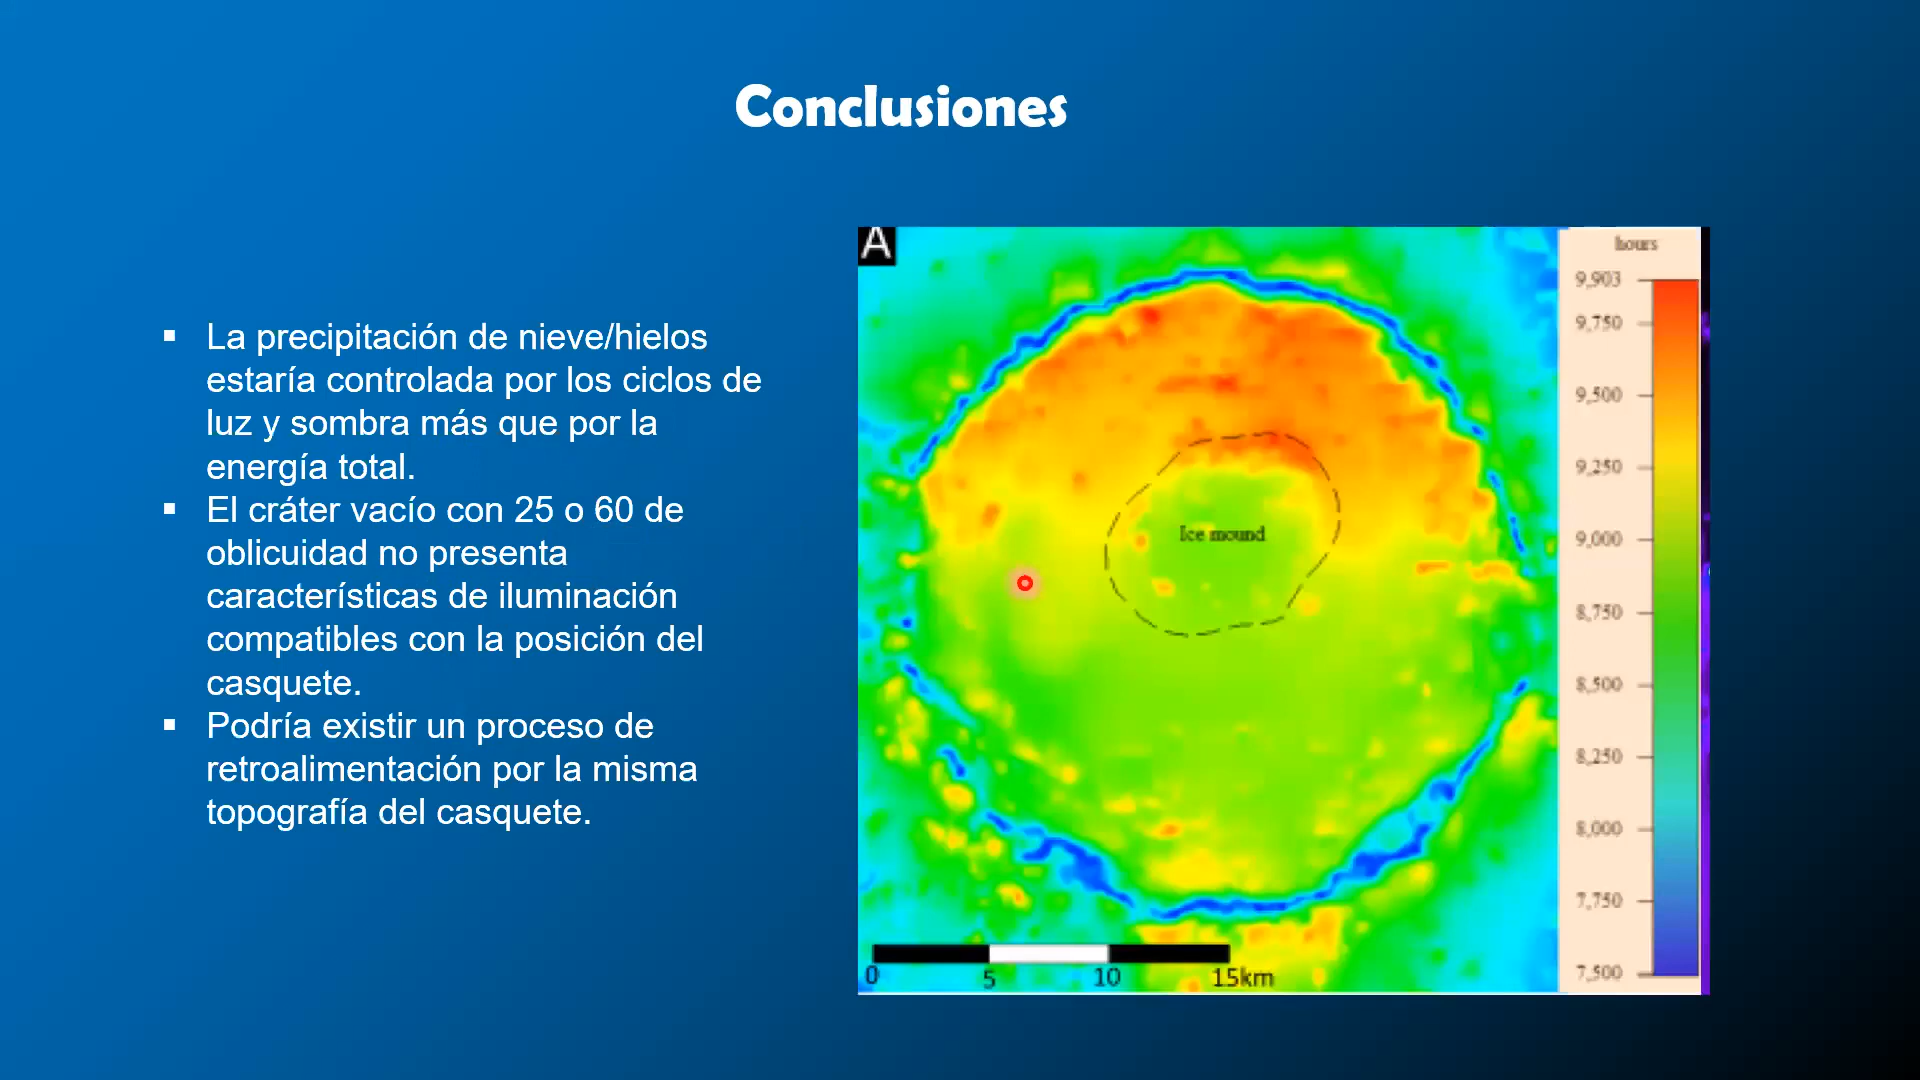 Conclusiones
▪ La precipitación de nieve/hielos
estaría controlada por los ciclos de
luz y sombra más que por la
energía total.
▪ El cráter vacío con 25 o 60 de
oblicuidad no presenta
características de iluminación
compatibles con la posición del
casquete.
▪ Podría existir un proceso de
retroalimentación por la misma
topografía del casquete.
A
Ice mound
0 5 10 15km
hours
9,903
9,750
9,500
9,250
9,000
8,750
8,500
8,250
8,000
7,750
7,500